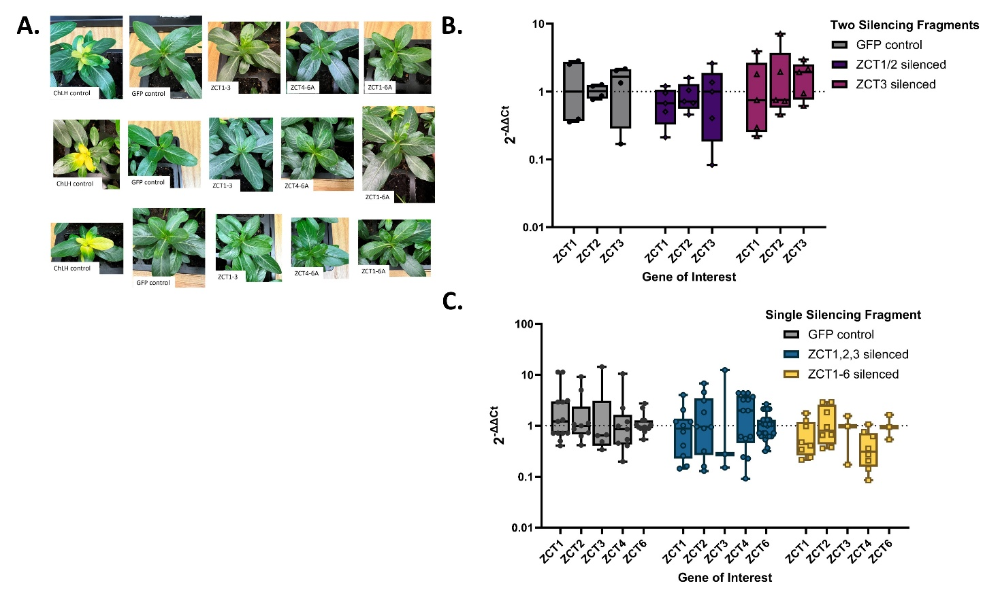 A.
ChLH control
GFP control
ZCT1-3
ZCT4-6A
ZCT1-6A
ChLH control
GFP control
ZCT1-3
ZCT4-6A
ZCT1-6A
ChLH control
GFP control
ZCT1-3
ZCT4-6A
ZCT1-6A
B.
Two Silencing Fragments
GFP control
ZCT1/2 silenced
ZCT3 silenced
2^-ΔΔCt
10
1
0.1
0.01
ZCT1 ZCT2 ZCT3 ZCT1 ZCT2 ZCT3 ZCT1 ZCT2 ZCT3
Gene of Interest
C.
Single Silencing Fragment
GFP control
ZCT1,2,3 silenced
ZCT1-6 silenced
2^-ΔΔCt
100
10
1
0.1
0.01
ZCT1 ZCT2 ZCT3 ZCT4 ZCT6 ZCT1 ZCT2 ZCT3 ZCT4 ZCT6 ZCT1 ZCT2 ZCT3 ZCT4 ZCT6
Gene of Interest